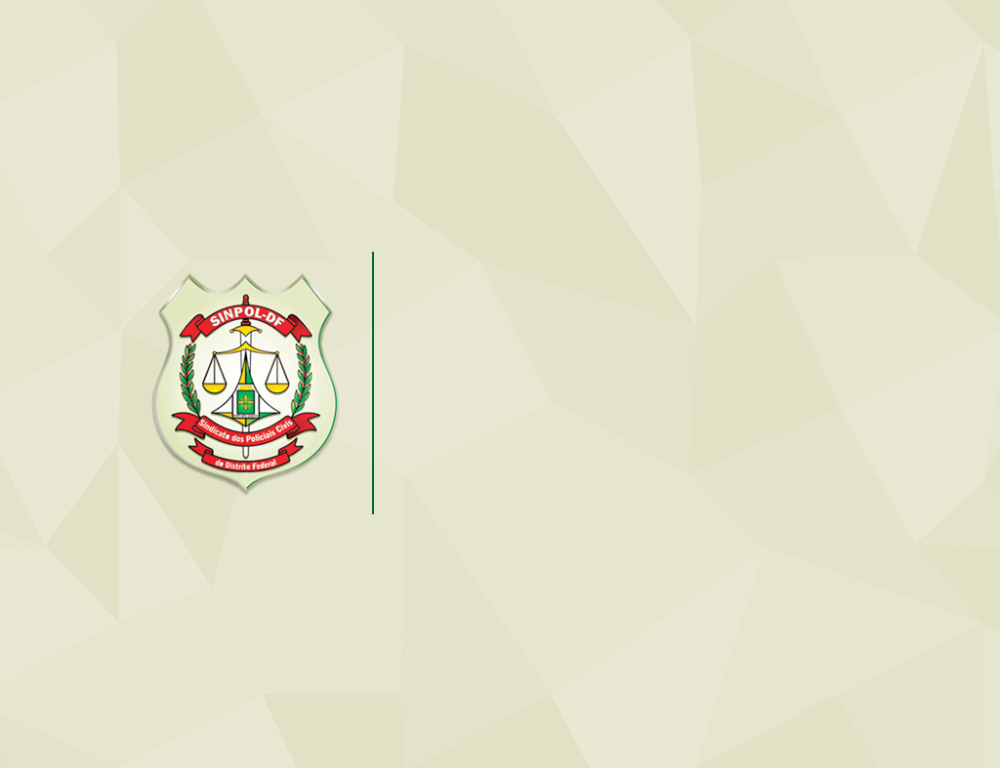 SINPOL-DF
Sindicato dos Policiais Civis
do Distrito Federal